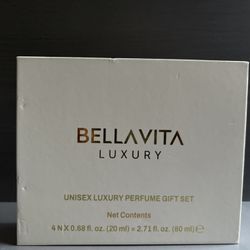 BELLAVITA
LUXURY
UNISEX LUXURY PERFUME GIFT SET
Net Contents
4 N X 0.68 fl. oz. (20 ml) = 2.71 fl. oz. (80 ml) ℮